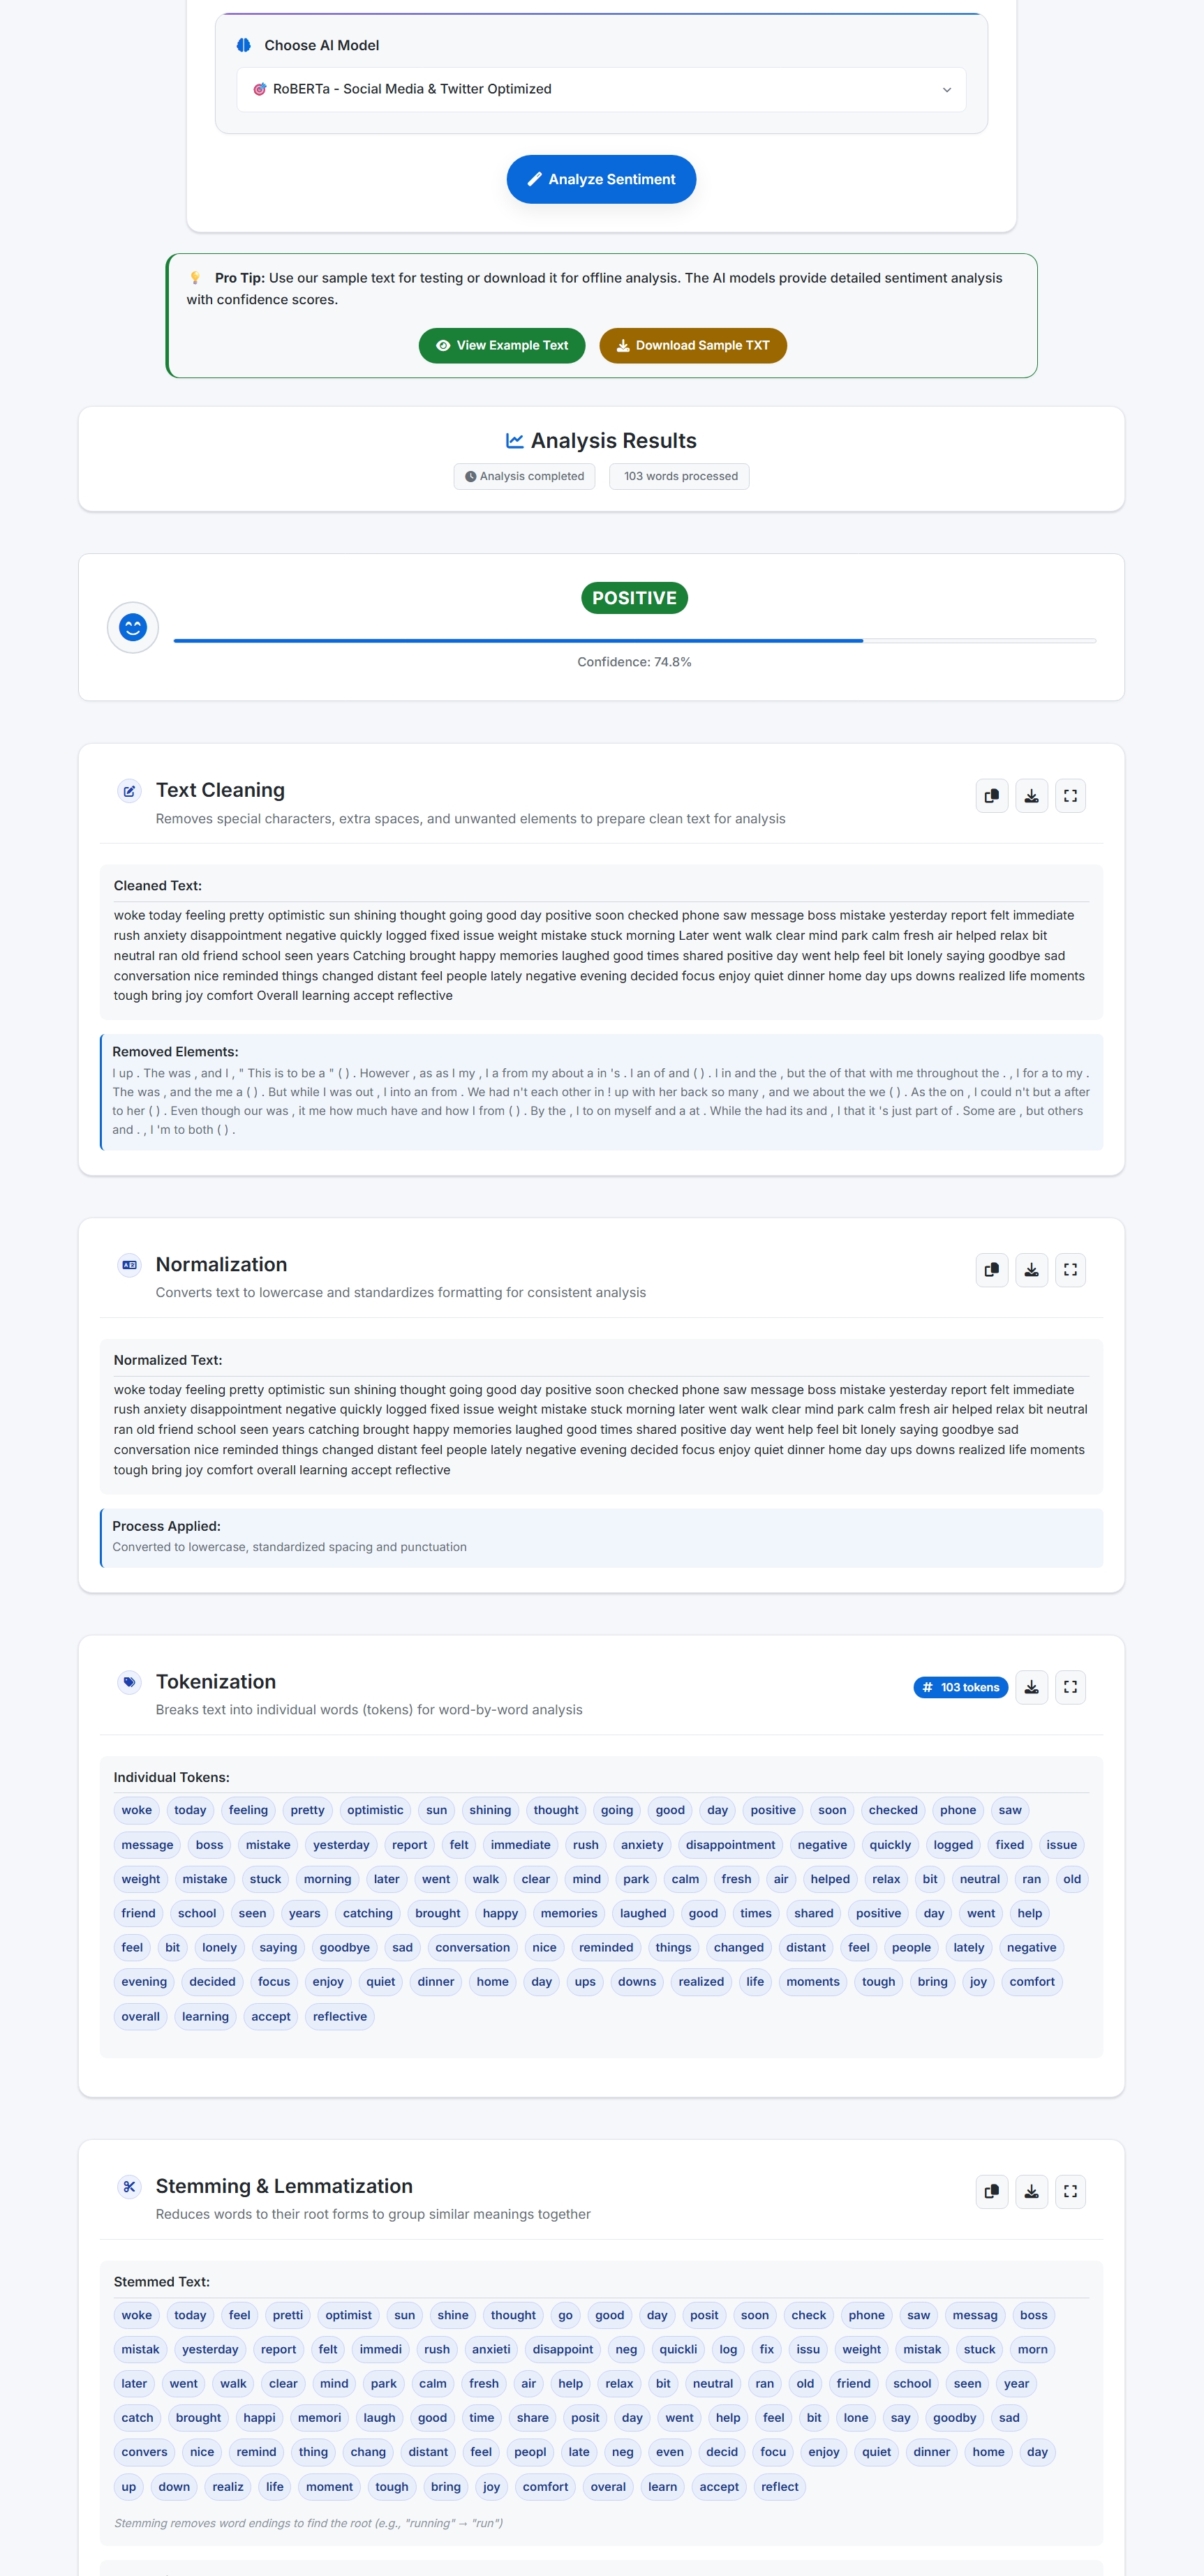 Choose AI Model
🎯 RoBERTa - Social Media & Twitter Optimized
Analyze Sentiment
💡 Pro Tip: Use our sample text for testing or download it for offline analysis. The AI models provide detailed sentiment analysis
with confidence scores.
View Example Text
Download Sample TXT
Analysis Results
Analysis completed
103 words processed
POSITIVE
Confidence: 74.8%
Text Cleaning
Removes special characters, extra spaces, and unwanted elements to prepare clean text for analysis
Cleaned Text:
woke today feeling pretty optimistic sun shining thought going good day positive soon checked phone saw message boss mistake yesterday report felt immediate
rush anxiety disappointment negative quickly logged fixed issue weight mistake stuck morning Later went walk clear mind park calm fresh air helped relax bit
neutral ran old friend school seen years Catching brought happy memories laughed good times shared positive day went help feel bit lonely saying goodbye sad
conversation nice reminded things changed distant feel people lately negative evening decided focus enjoy quiet dinner home day ups downs realized life moments
tough bring joy comfort Overall learning accept reflective
Removed Elements:
I up . The was , and I , " This is to be a " ( ) . However , as as I my , I a from my about a in 's . I an of and ( ) . I in and the , but the of that with me throughout the . , I for a to my .
The was , and the me a ( ) . But while I was out , I into an from . We had n't each other in ! up with her back so many , and we about the we ( ) . As the on , I could n't but a after
to her ( ) . Even though our was , it me how much have and how I from ( ) . By the , I to on myself and a at . While the had its and , I that it 's just part of . Some are , but others
and . , I 'm to both ( ) .
Normalization
Converts text to lowercase and standardizes formatting for consistent analysis
Normalized Text:
woke today feeling pretty optimistic sun shining thought going good day positive soon checked phone saw message boss mistake yesterday report felt immediate
rush anxiety disappointment negative quickly logged fixed issue weight mistake stuck morning later went walk clear mind park calm fresh air helped relax bit neutral
ran old friend school seen years catching brought happy memories laughed good times shared positive day went help feel bit lonely saying goodbye sad
conversation nice reminded things changed distant feel people lately negative evening decided focus enjoy quiet dinner home day ups downs realized life moments
tough bring joy comfort overall learning accept reflective
Process Applied:
Converted to lowercase, standardized spacing and punctuation
Tokenization
# 103 tokens
Breaks text into individual words (tokens) for word-by-word analysis
Individual Tokens:
woke today feeling pretty optimistic sun shining thought going good day positive soon checked phone saw
message boss mistake yesterday report felt immediate rush anxiety disappointment negative quickly logged fixed issue
weight mistake stuck morning later went walk clear mind park calm fresh air helped relax bit neutral ran old
friend school seen years catching brought happy memories laughed good times shared positive day went help
feel bit lonely saying goodbye sad conversation nice reminded things changed distant feel people lately negative
evening decided focus enjoy quiet dinner home day ups downs realized life moments tough bring joy comfort
overall learning accept reflective
Stemming & Lemmatization
Reduces words to their root forms to group similar meanings together
Stemmed Text:
woke today feel pretti optimist sun shine thought go good day posit soon check phone saw messag boss
mistak yesterday report felt immedi rush anxieti disappoint neg quickli log fix issu weight mistak stuck morn
later went walk clear mind park calm fresh air help relax bit neutral ran old friend school seen year
catch brought happi memori laugh good time share posit day went help feel bit lone say goodby sad
convers nice remind thing chang distant feel peopl late neg even decid focu enjoy quiet dinner home day
up down realiz life moment tough bring joy comfort overal learn accept reflect
Stemming removes word endings to find the root (e.g., "running" → "run")